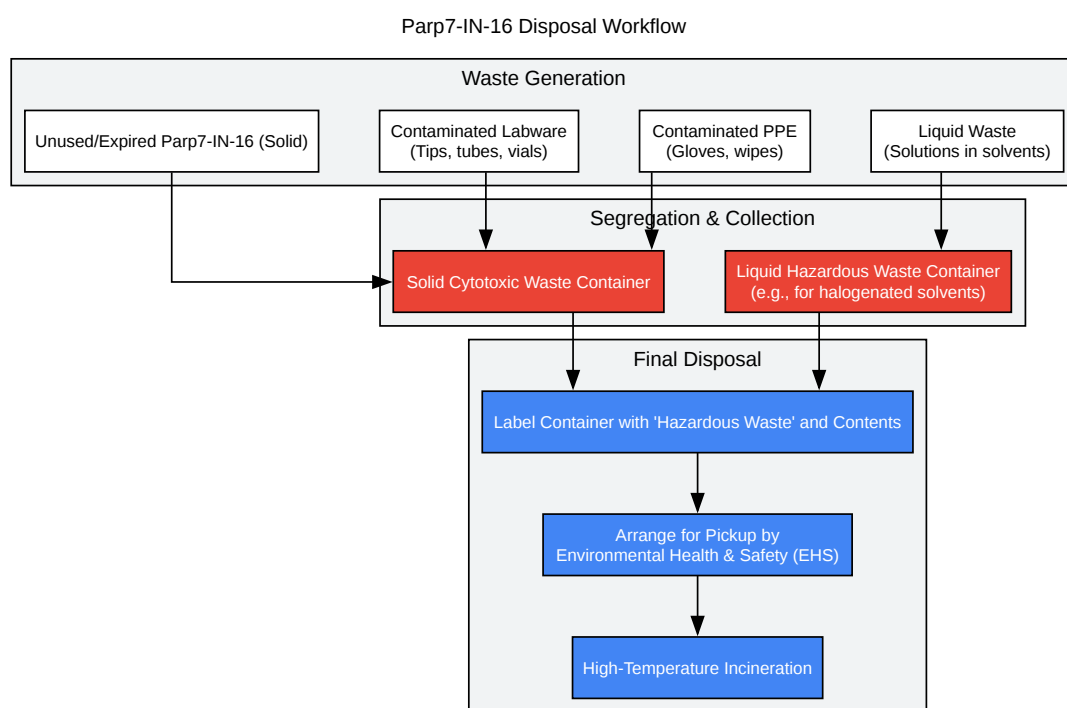 Parp7-IN-16 Disposal Workflow
Waste Generation
Unused/Expired Parp7-IN-16 (Solid)
Contaminated Labware
(Tips, tubes, vials)
Contaminated PPE
(Gloves, wipes)
Liquid Waste
(Solutions in solvents)
Segregation & Collection
Solid Cytotoxic Waste Container
Liquid Hazardous Waste Container
(e.g., for halogenated solvents)
Final Disposal
Label Container with 'Hazardous Waste' and Contents
Arrange for Pickup by
Environmental Health & Safety (EHS)
High-Temperature Incineration